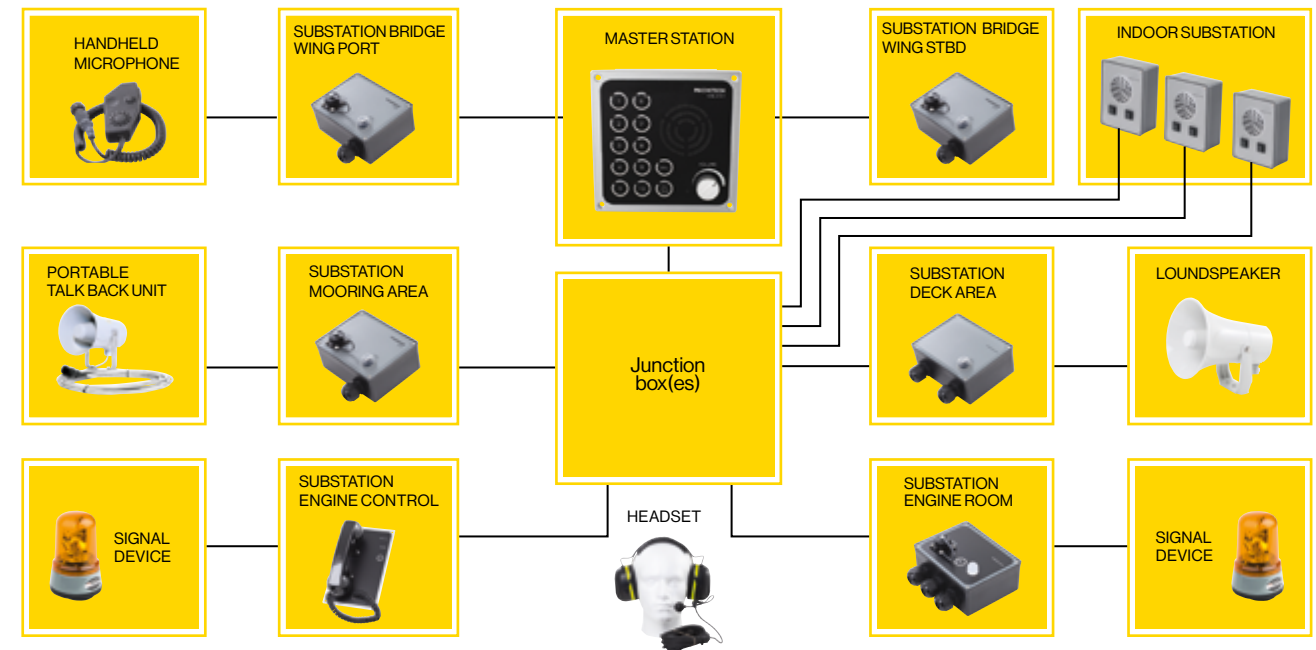 HANDHELD
MICROPHONE
SUBSTATION BRIDGE
WING PORT
MASTER STATION
SUBSTATION BRIDGE
WING STBD
INDOOR SUBSTATION
PORTABLE
TALK BACK UNIT
SUBSTATION
MOORING AREA
Junction
box(es)
SUBSTATION
DECK AREA
LOUNDSPEAKER
SIGNAL
DEVICE
SUBSTATION
ENGINE CONTROL
HEADSET
SUBSTATION
ENGINE ROOM
SIGNAL
DEVICE